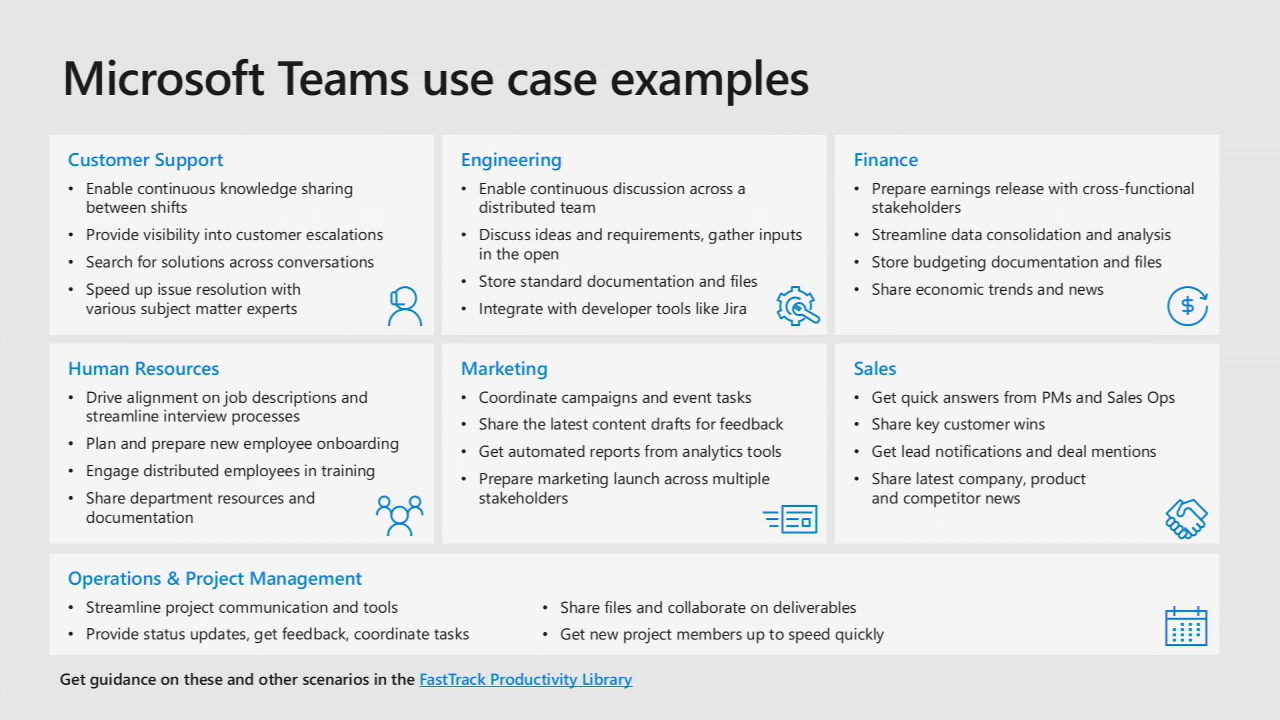 Microsoft Teams use case examples
Customer Support
• Enable continuous knowledge sharing
between shifts
• Provide visibility into customer escalations
• Search for solutions across conversations
• Speed up issue resolution with
various subject matter experts
Engineering
• Enable continuous discussion across a
distributed team
• Discuss ideas and requirements, gather inputs
in the open
• Store standard documentation and files
• Integrate with developer tools like Jira
Finance
• Prepare earnings release with cross-functional
stakeholders
• Streamline data consolidation and analysis
• Store budgeting documentation and files
• Share economic trends and news
$
Human Resources
• Drive alignment on job descriptions and
streamline interview processes
• Plan and prepare new employee onboarding
• Engage distributed employees in training
• Share department resources and
documentation
Marketing
• Coordinate campaigns and event tasks
• Share the latest content drafts for feedback
• Get automated reports from analytics tools
• Prepare marketing launch across multiple
stakeholders
Sales
• Get quick answers from PMs and Sales Ops
• Share key customer wins
• Get lead notifications and deal mentions
• Share latest company, product
and competitor news
Operations & Project Management
• Streamline project communication and tools
• Provide status updates, get feedback, coordinate tasks
• Share files and collaborate on deliverables
• Get new project members up to speed quickly
Get guidance on these and other scenarios in the FastTrack Productivity Library